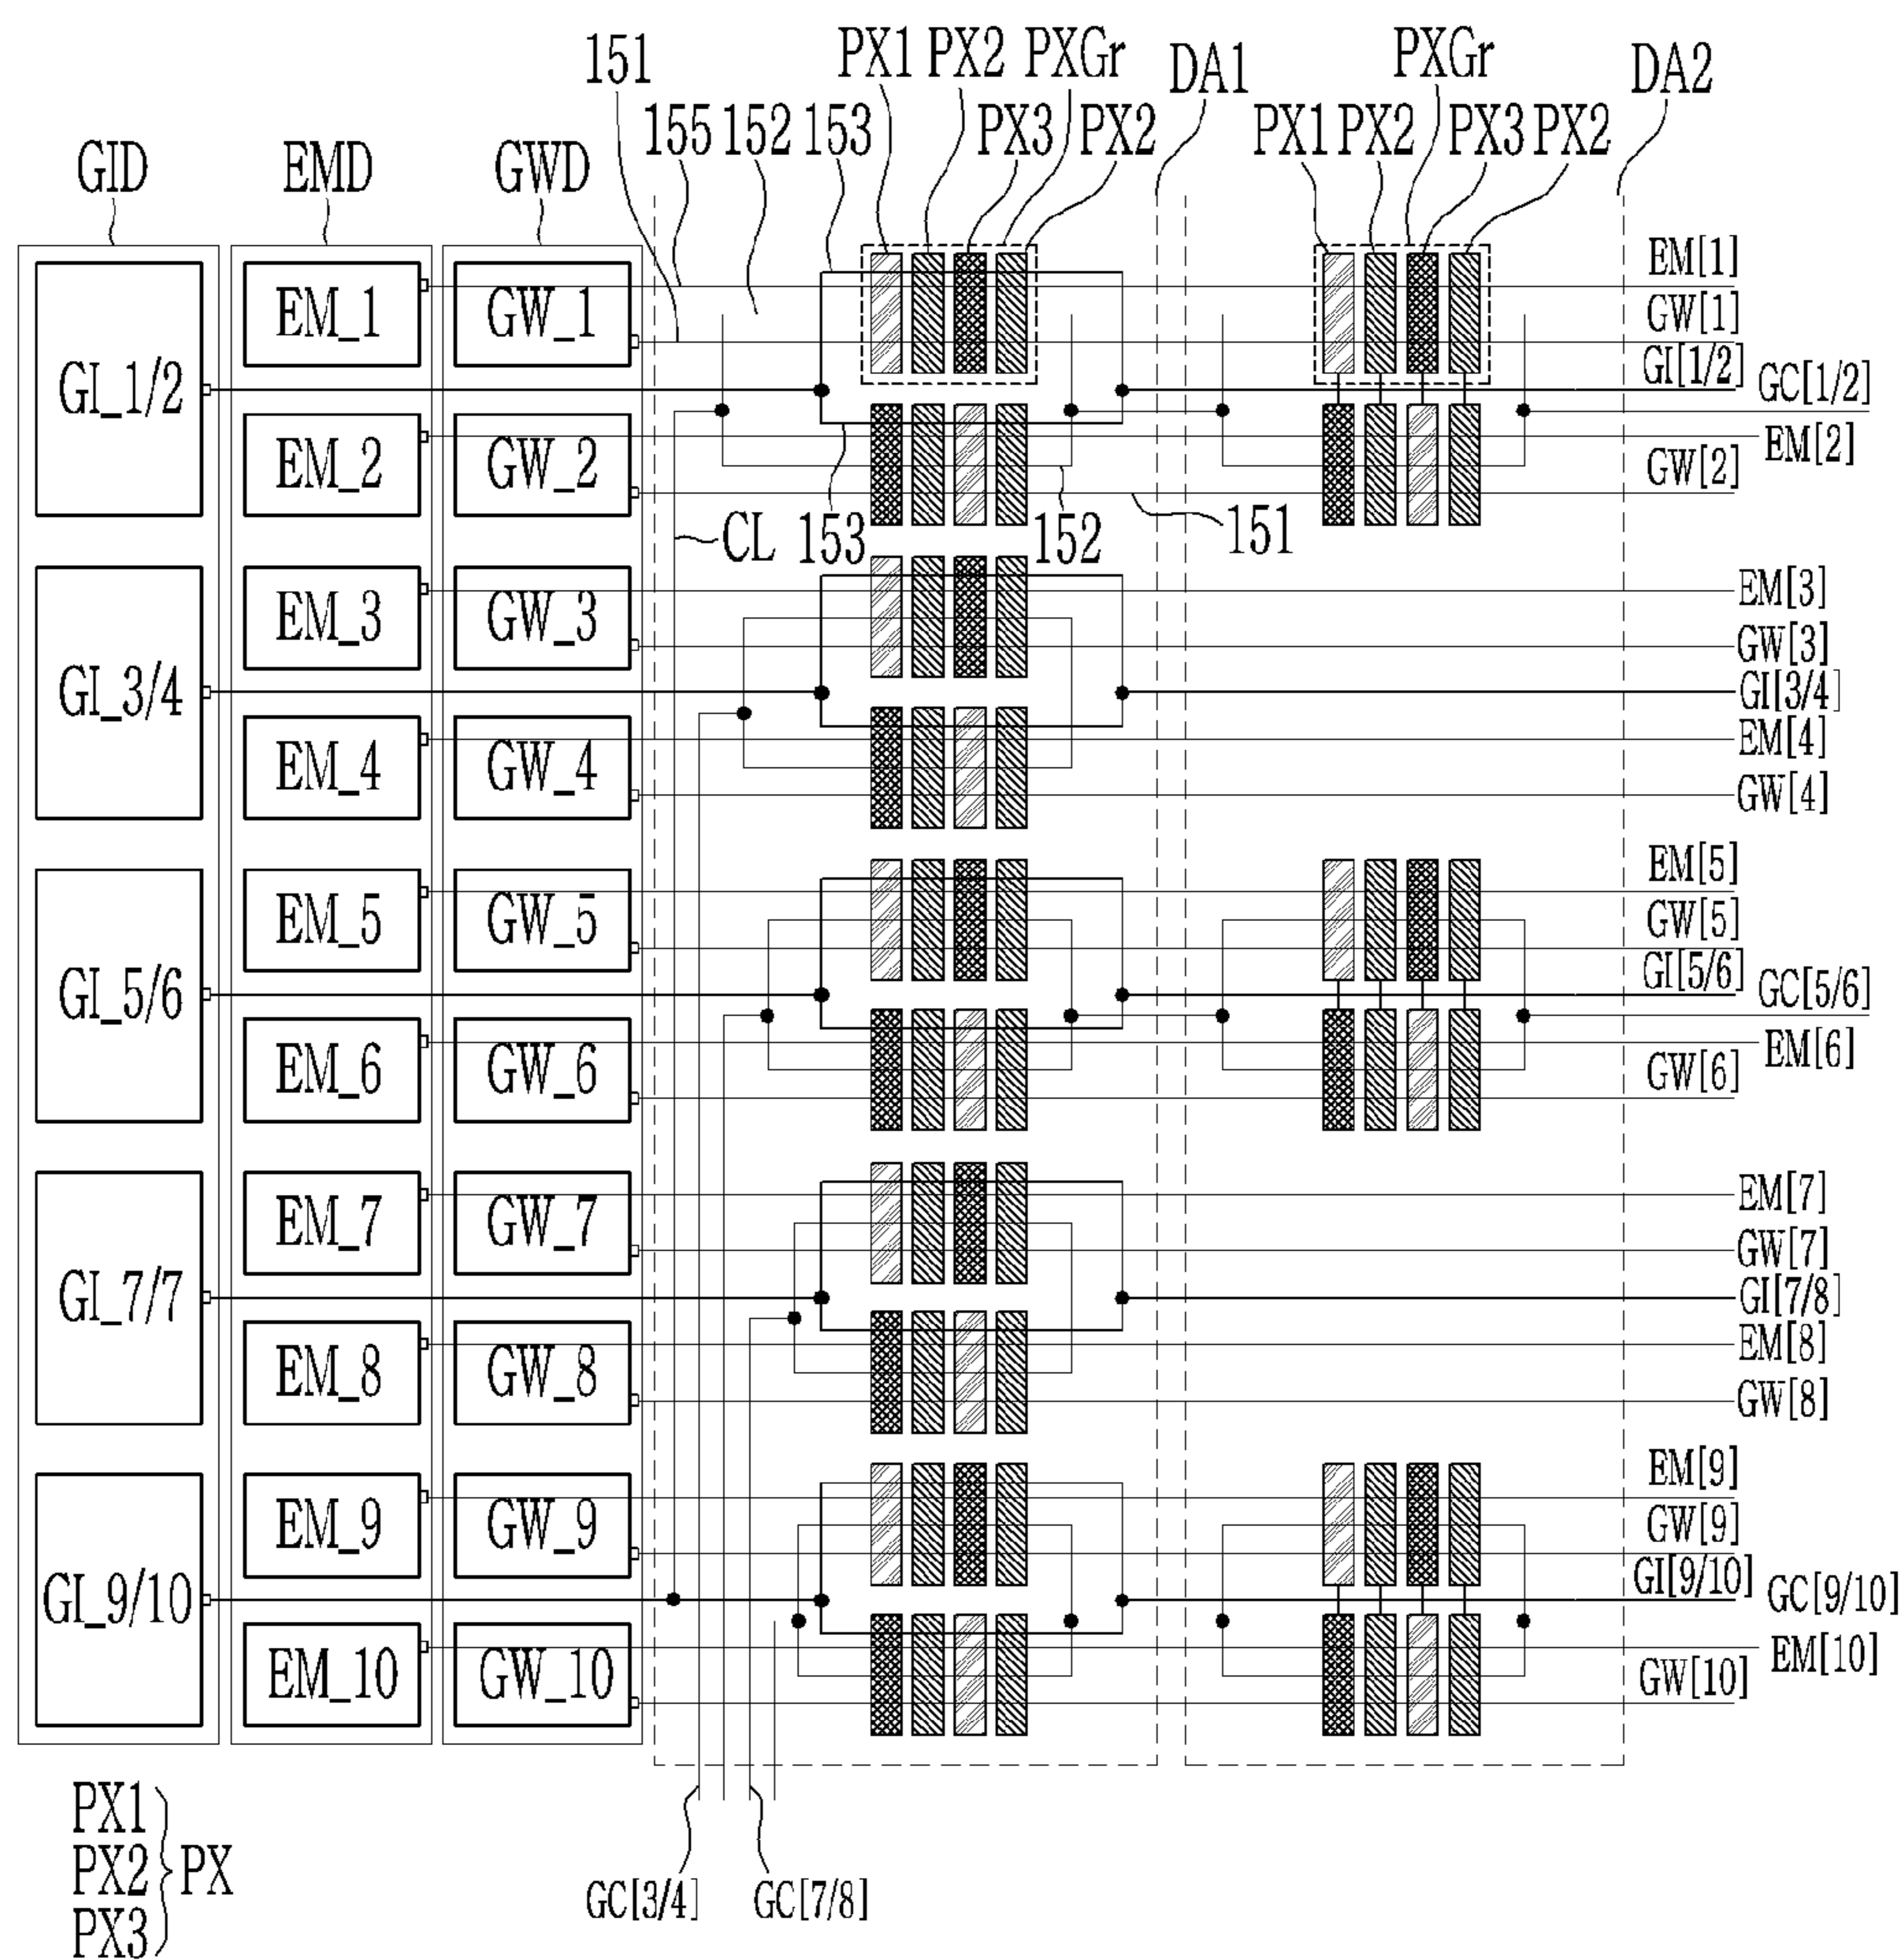 151
PX1 PX2 PXGr
DA1
PXGr
DA2
155 152 153
PX3 PX2
PX1 PX2 PX3 PX2
GID EMD GWD
GI_1/2
EM_1
GW_1
EM_2
GW_2
EM[1]
GW[1]
GI[1/2]
GC[1/2]
EM[2]
GW[2]
CL 153 152 151
GI_3/4
EM_3
GW_3
EM_4
GW_4
EM[3]
GW[3]
GI[3/4]
EM[4]
GW[4]
GI_5/6
EM_5
GW_5
EM_6
GW_6
EM[5]
GW[5]
GI[5/6]
GC[5/6]
EM[6]
GW[6]
GI_7/7
EM_7
GW_7
EM_8
GW_8
EM[7]
GW[7]
GI[7/8]
EM[8]
GW[8]
GI_9/10
EM_9
GW_9
EM_10
GW_10
EM[9]
GW[9]
GI[9/10]
GC[9/10]
EM[10]
GW[10]
PX1
PX2
PX3
PX
GC[3/4] GC[7/8]